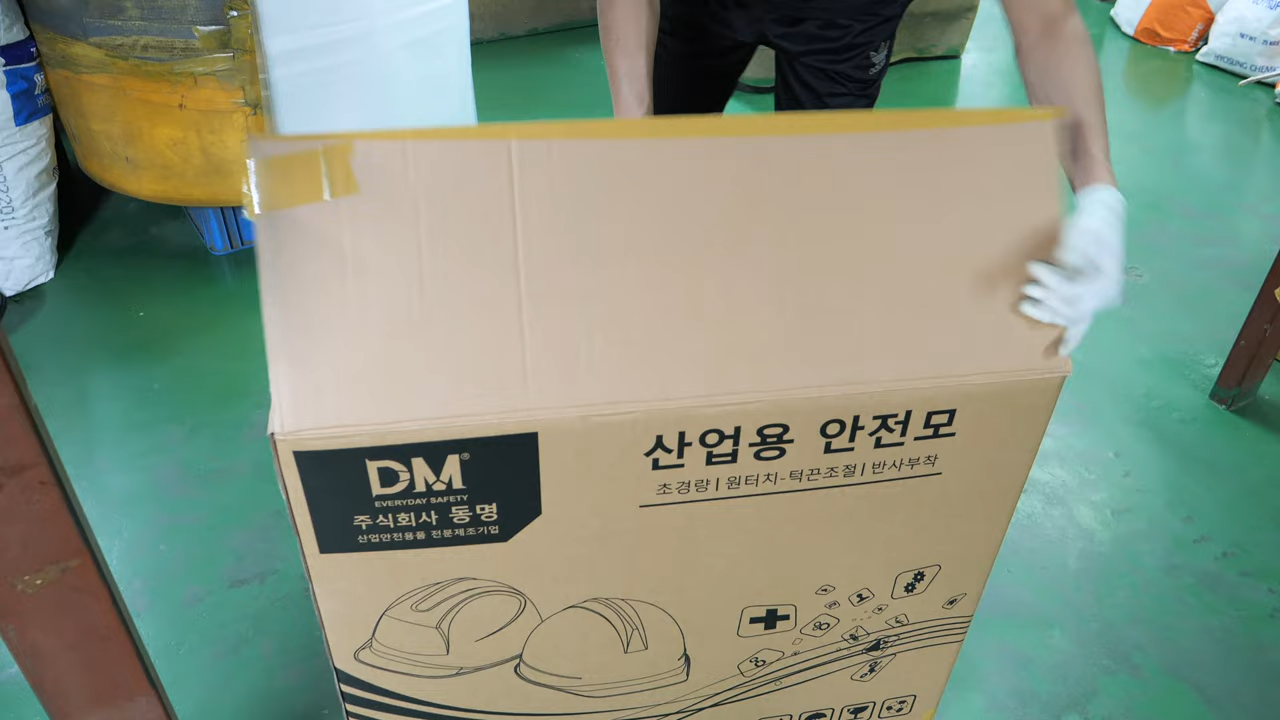 산업용 안전모
초경량 | 원터치-턱끈조절 | 반사부착
DM®
EVERYDAY SAFETY
주식회사 동명
산업안전용품 전문제조기업
HYOSUNG CHEM